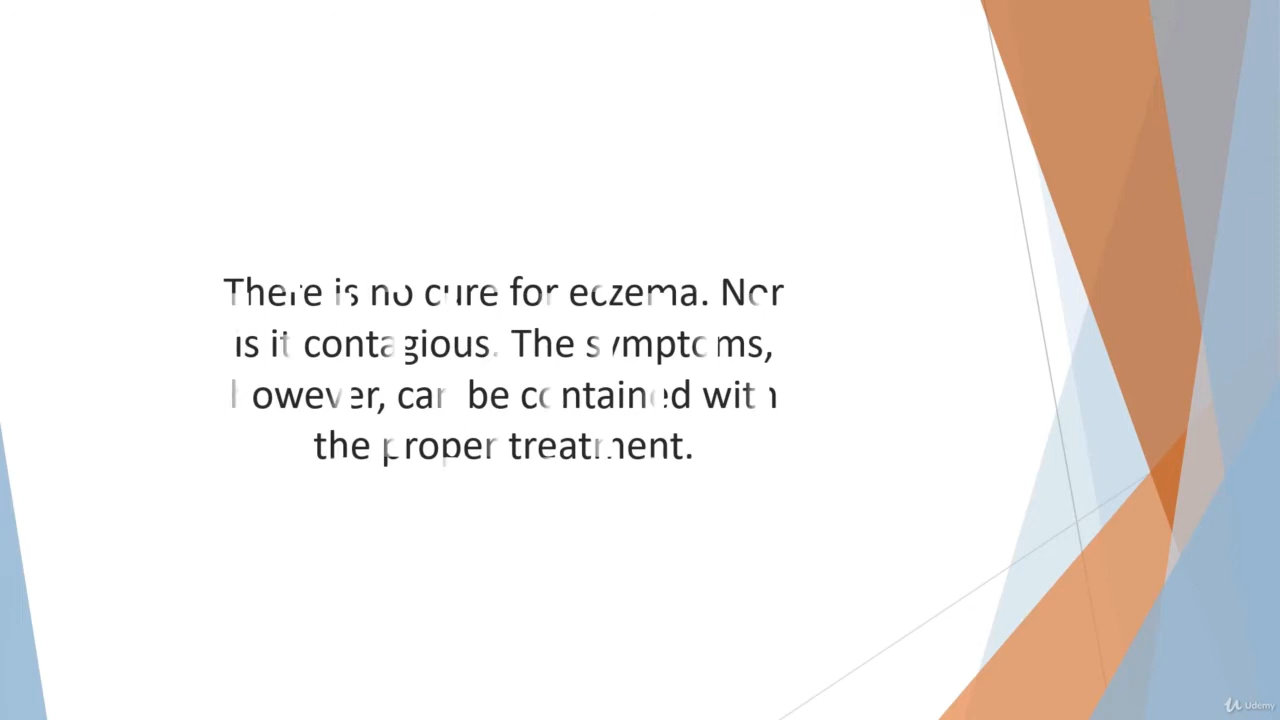 There is no cure for eczema. Nor
is it contagious. The symptoms,
however, can be contained with
the proper treatment.
Udemy